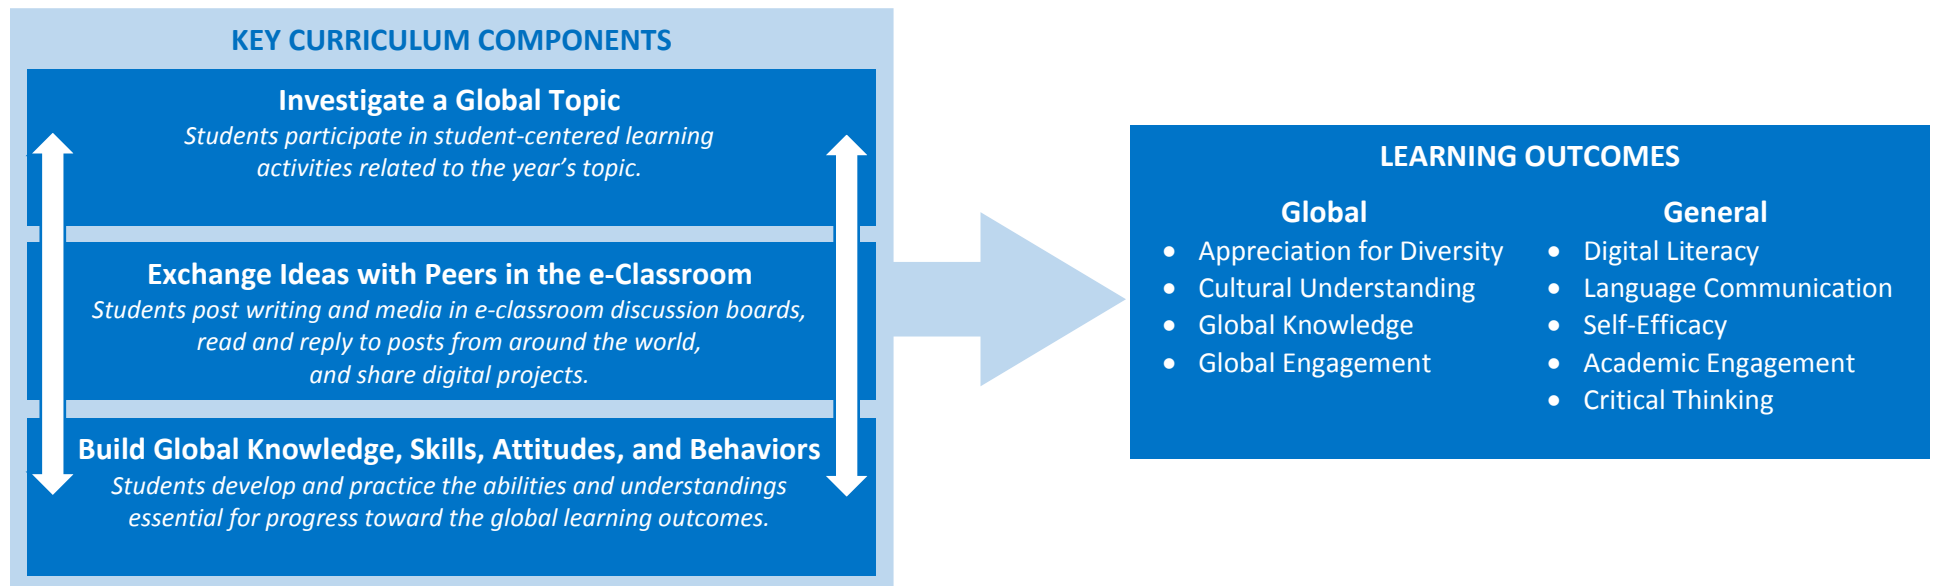 KEY CURRICULUM COMPONENTS
Investigate a Global Topic
Students participate in student-centered learning
activities related to the year's topic.
Exchange Ideas with Peers in the e-Classroom
Students post writing and media in e-classroom discussion boards,
read and reply to posts from around the world,
and share digital projects.
Build Global Knowledge, Skills, Attitudes, and Behaviors
Students develop and practice the abilities and understandings
essential for progress toward the global learning outcomes.
LEARNING OUTCOMES
Global
• Appreciation for Diversity
• Cultural Understanding
• Global Knowledge
• Global Engagement
General
• Digital Literacy
• Language Communication
• Self-Efficacy
• Academic Engagement
• Critical Thinking